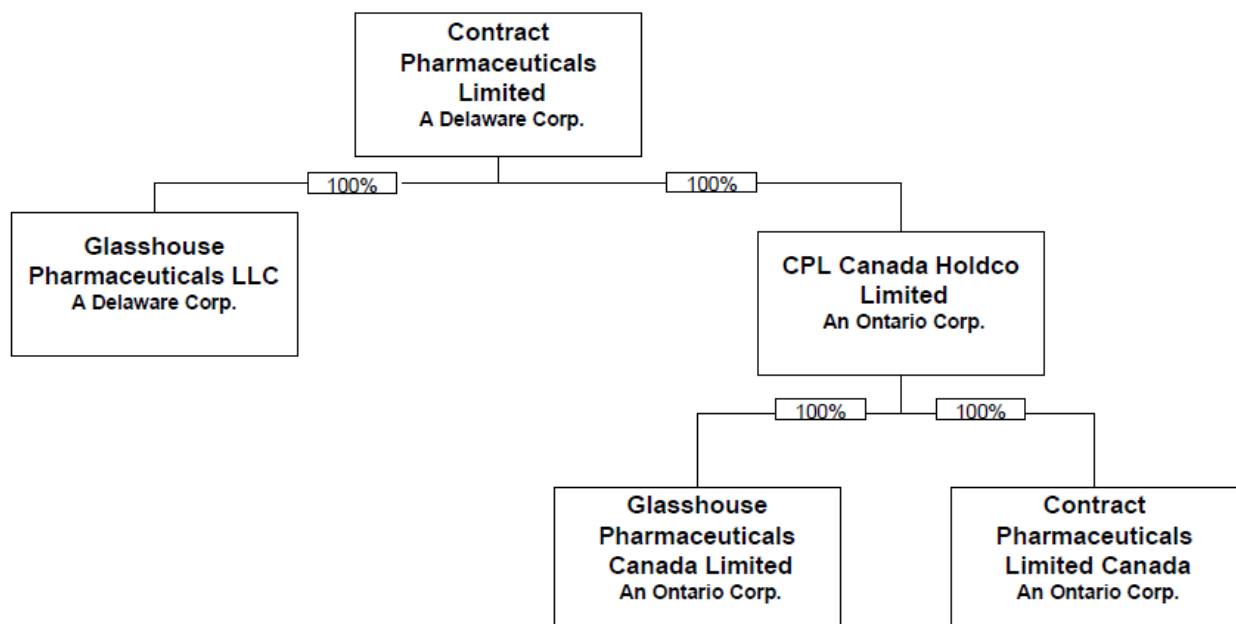 Contract
Pharmaceuticals
Limited
A Delaware Corp.
100%
100%
Glasshouse
Pharmaceuticals LLC
A Delaware Corp.
CPL Canada Holdco
Limited
An Ontario Corp.
100%
100%
Glasshouse
Pharmaceuticals
Canada Limited
An Ontario Corp.
Contract
Pharmaceuticals
Limited Canada
An Ontario Corp.